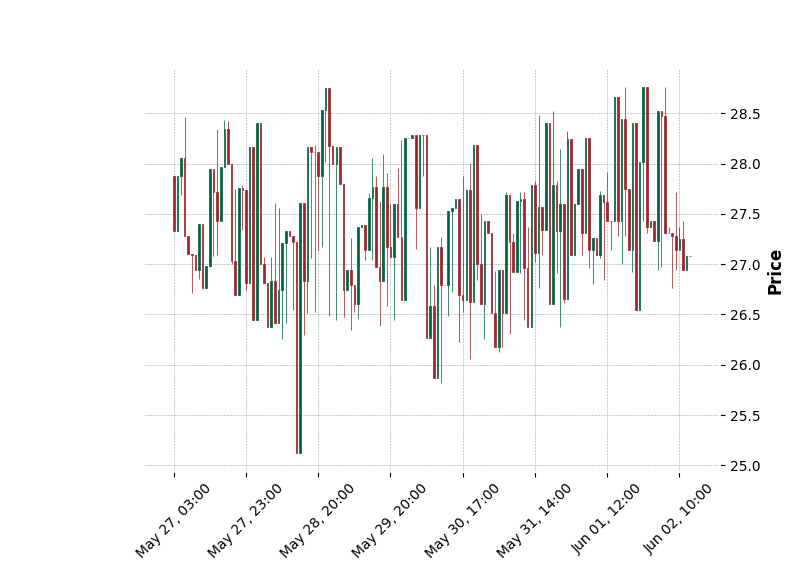 28.5
28.0
27.5
27.0
26.5
26.0
25.5
25.0
Price
May 27, 03:00
May 27, 23:00
May 28, 20:00
May 29, 20:00
May 30, 17:00
May 31, 14:00
Jun 01, 12:00
Jun 02, 10:00